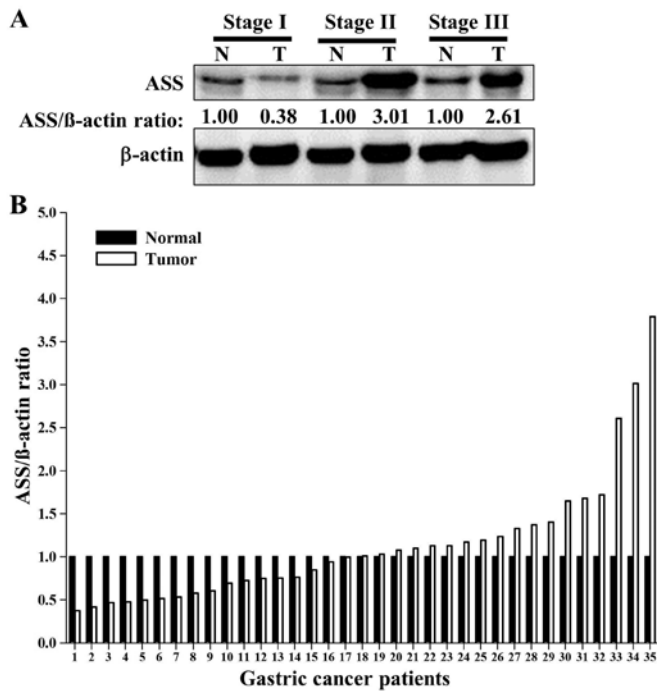 A
Stage I Stage II Stage III
N T N T N T
ASS
ASS/ß-actin ratio: 1.00 0.38 1.00 3.01 1.00 2.61
β-actin
B
5.0
Normal
Tumor
4.5
4.0
3.5
3.0
2.5
2.0
1.5
1.0
0.5
0.0
ASS/ß-actin ratio
1 2 3 4 5 6 7 8 9 10 11 12 13 14 15 16 17 18 19 20 21 22 23 24 25 26 27 28 29 30 31 32 33 34 35
Gastric cancer patients